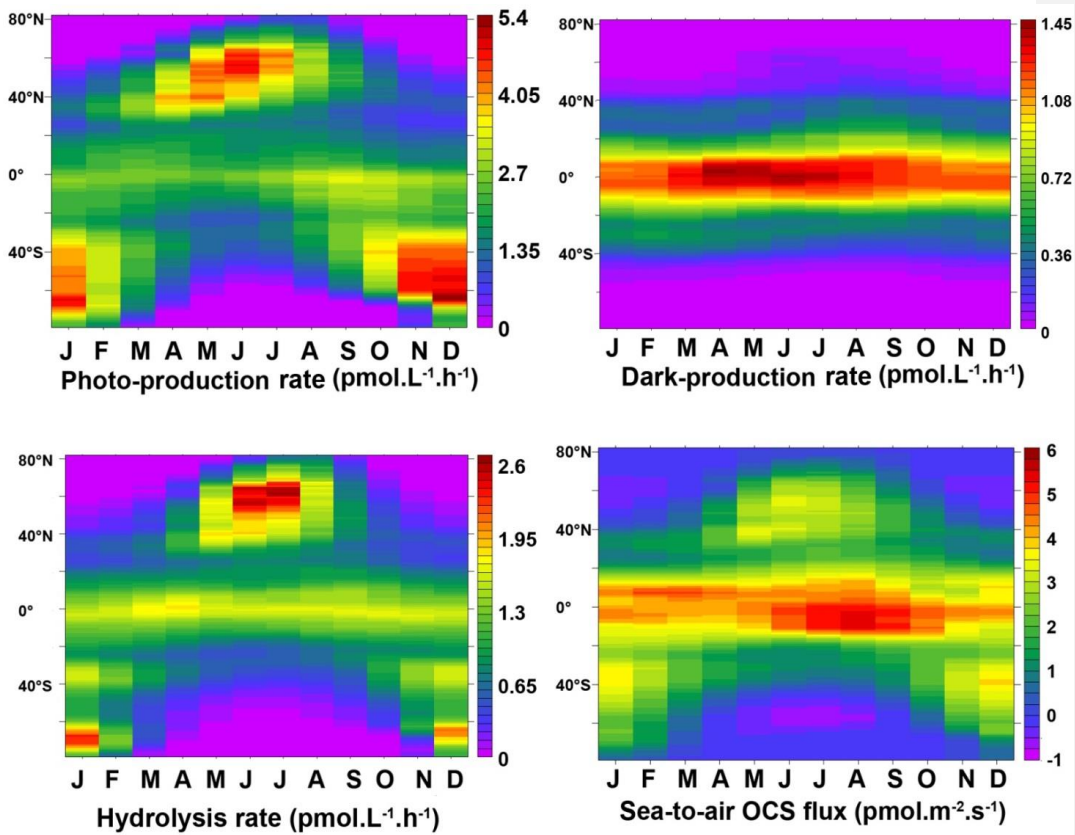 80°N
40°N
0°
40°S
5.4
4.05
2.7
1.35
0
J F M A M J J A S O N D
Photo-production rate (pmol.L⁻¹.h⁻¹)
80°N
40°N
0°
40°S
1.45
1.08
0.72
0.36
0
J F M A M J J A S O N D
Dark-production rate (pmol.L⁻¹.h⁻¹)
80°N
40°N
0°
40°S
2.6
1.95
1.3
0.65
0
J F M A M J J A S O N D
Hydrolysis rate (pmol.L⁻¹.h⁻¹)
80°N
40°N
0°
40°S
6
5
4
3
2
1
0
-1
J F M A M J J A S O N D
Sea-to-air OCS flux (pmol.m⁻².s⁻¹)